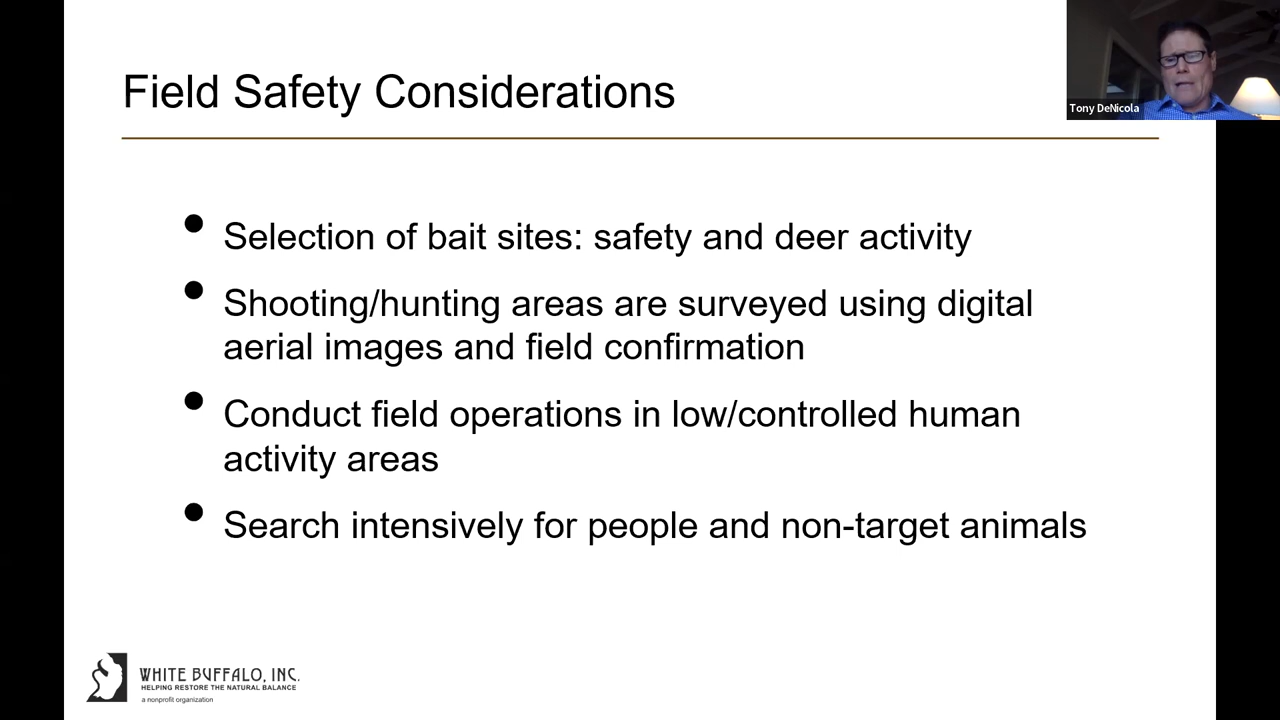 Field Safety Considerations
Tony DeNicola
• Selection of bait sites: safety and deer activity
• Shooting/hunting areas are surveyed using digital
aerial images and field confirmation
• Conduct field operations in low/controlled human
activity areas
• Search intensively for people and non-target animals
WHITE BUFFALO, INC.
HELPING RESTORE THE NATURAL BALANCE
a nonprofit organization